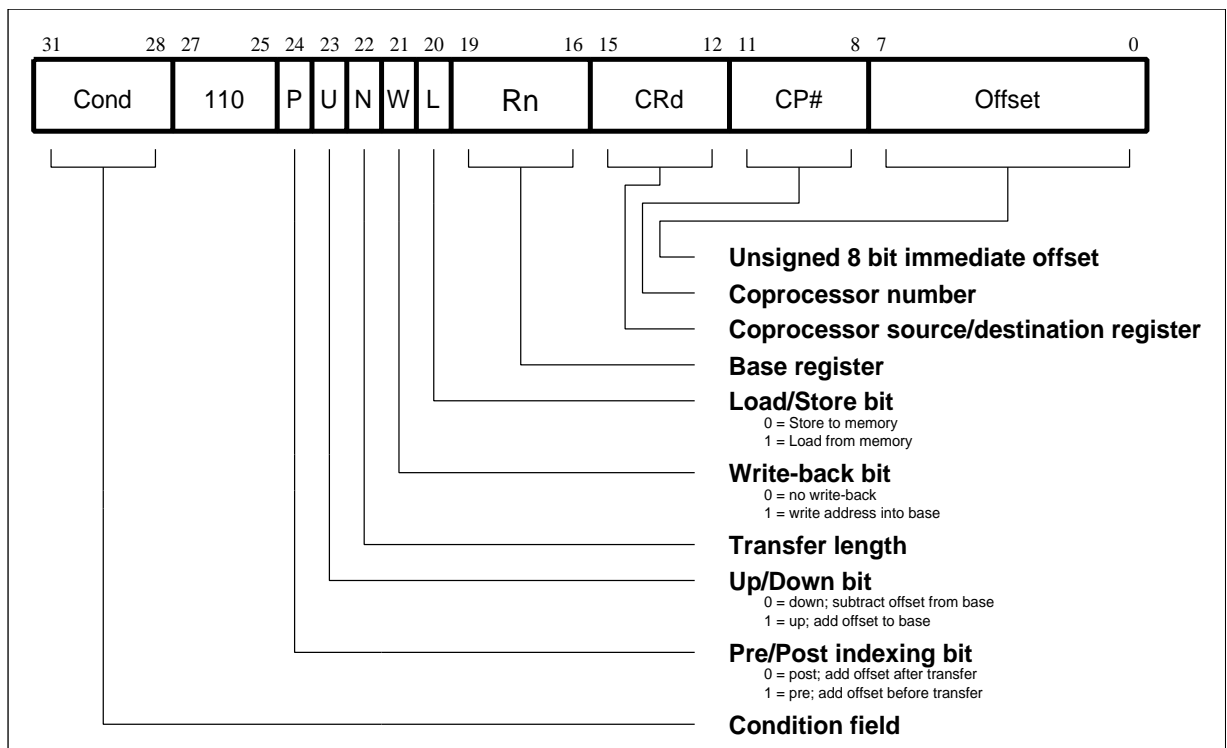 31 28 27 25 24 23 22 21 20 19 16 15 12 11 8 7 0
Cond 110 P U N W L Rn CRd CP# Offset
Unsigned 8 bit immediate offset
Coprocessor number
Coprocessor source/destination register
Base register
Load/Store bit
0 = Store to memory
1 = Load from memory
Write-back bit
0 = no write-back
1 = write address into base
Transfer length
Up/Down bit
0 = down; subtract offset from base
1 = up; add offset to base
Pre/Post indexing bit
0 = post; add offset after transfer
1 = pre; add offset before transfer
Condition field